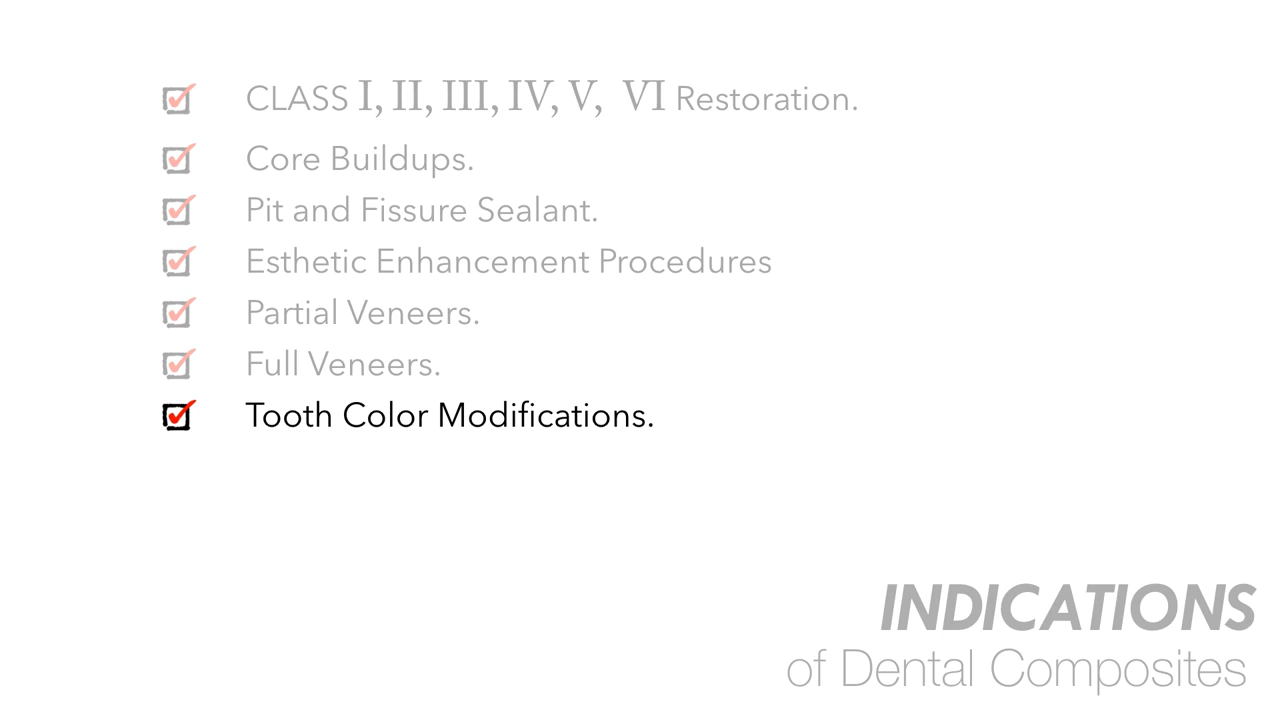 CLASS I, II, III, IV, V, VI Restoration.
Core Buildups.
Pit and Fissure Sealant.
Esthetic Enhancement Procedures
Partial Veneers.
Full Veneers.
Tooth Color Modifications.
INDICATIONS
of Dental Composites